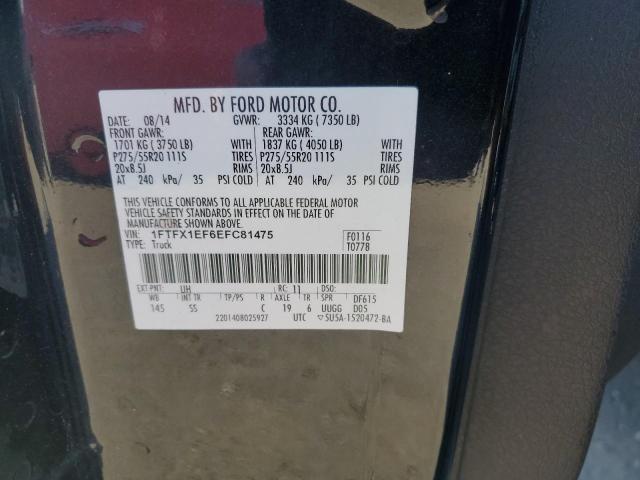 MFD. BY FORD MOTOR CO.
DATE: 08/14 GVWR: 3334 KG ( 7350 LB)
FRONT GAWR: REAR GAWR:
1701 KG ( 3750 LB) WITH 1837 KG ( 4050 LB) WITH
P275/55R20 111S TIRES P275/55R20 111S TIRES
20x8.5J RIMS 20x8.5J RIMS
AT 240 kPa/ 35 PSI COLD AT 240 kPa/ 35 PSI COLD
THIS VEHICLE CONFORMS TO ALL APPLICABLE FEDERAL MOTOR
VEHICLE SAFETY STANDARDS IN EFFECT ON THE DATE OF
MANUFACTURE SHOWN ABOVE.
VIN: 1FTFX1EF6EFC81475 F0116
TYPE: Truck T0778
EXT PNT: UH RC: 11 DSO:
WB INT TR TP/PS R AXLE TR SPR DF615
145 SS C 19 6 UUGG D05
2201408025927 UTC ▽5U5A-1520472-BA